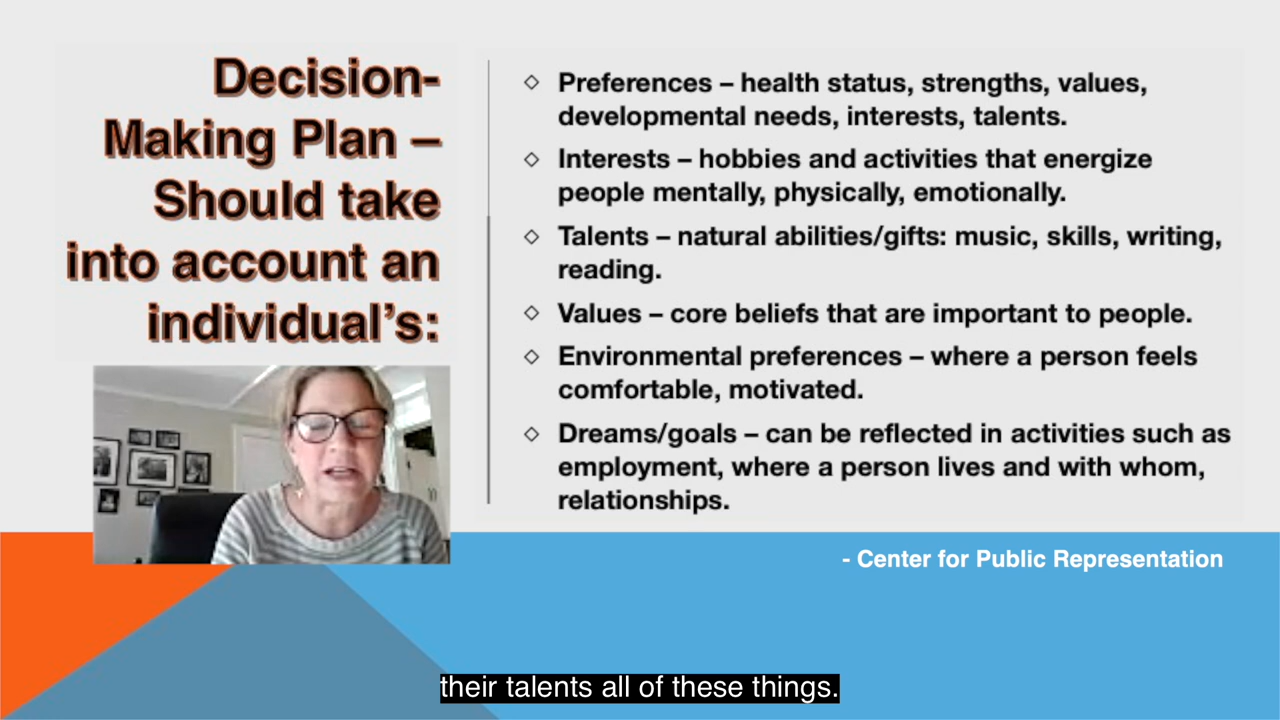 Decision-
Making Plan –
Should take
into account an
individual's:
◇ Preferences – health status, strengths, values,
developmental needs, interests, talents.
◇ Interests – hobbies and activities that energize
people mentally, physically, emotionally.
◇ Talents – natural abilities/gifts: music, skills, writing,
reading.
◇ Values – core beliefs that are important to people.
◇ Environmental preferences – where a person feels
comfortable, motivated.
◇ Dreams/goals – can be reflected in activities such as
employment, where a person lives and with whom,
relationships.
- Center for Public Representation
their talents all of these things.